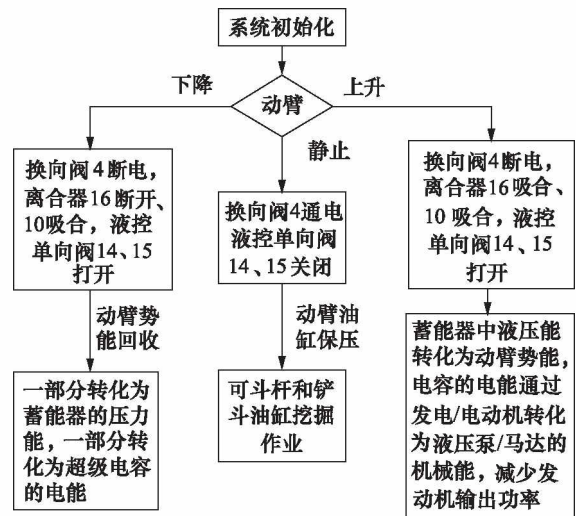 系统初始化
动臂
下降
静止
上升
换向阀4断电,
离合器16断开、
10吸合，液控
单向阀14、15
打开
换向阀4通电
液控单向阀
14、15关闭
换向阀4断电,
离合器16吸合、
10吸合，液控
单向阀14、15
打开
动臂势
能回收
动臂油
缸保压
一部分转化为
蓄能器的压力
能，一部分转
化为超级电容
的电能
可斗杆和铲
斗油缸挖掘
作业
蓄能器中液压能
转化为动臂势能,
电容的电能通过
发电/电动机转化
为液压泵/马达的
机械能，减少发
动机输出功率